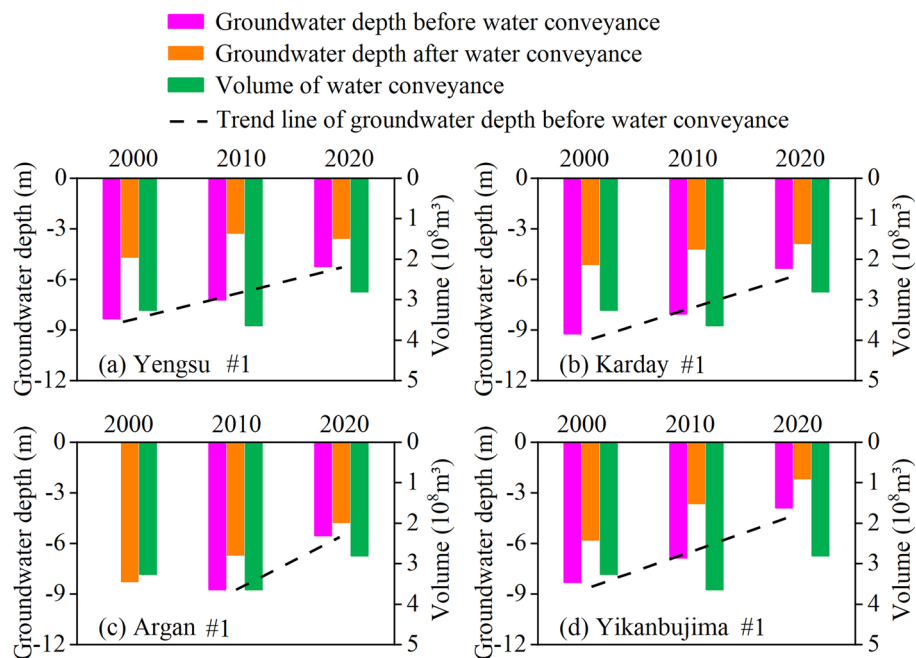 Groundwater depth before water conveyance
Groundwater depth after water conveyance
Volume of water conveyance
Trend line of groundwater depth before water conveyance
2000 2010 2020
0
-3
-6
-9
-12
Groundwater depth (m)
0
1
2
3
4
5
Volume (10⁸m³)
(a) Yengsu #1
2000 2010 2020
0
-3
-6
-9
-12
Groundwater depth (m)
0
1
2
3
4
5
Volume (10⁸m³)
(b) Karday #1
2000 2010 2020
0
-3
-6
-9
-12
Groundwater depth (m)
0
1
2
3
4
5
Volume (10⁸m³)
(c) Argan #1
2000 2010 2020
0
-3
-6
-9
-12
Groundwater depth (m)
0
1
2
3
4
5
Volume (10⁸m³)
(d) Yikanbujima #1